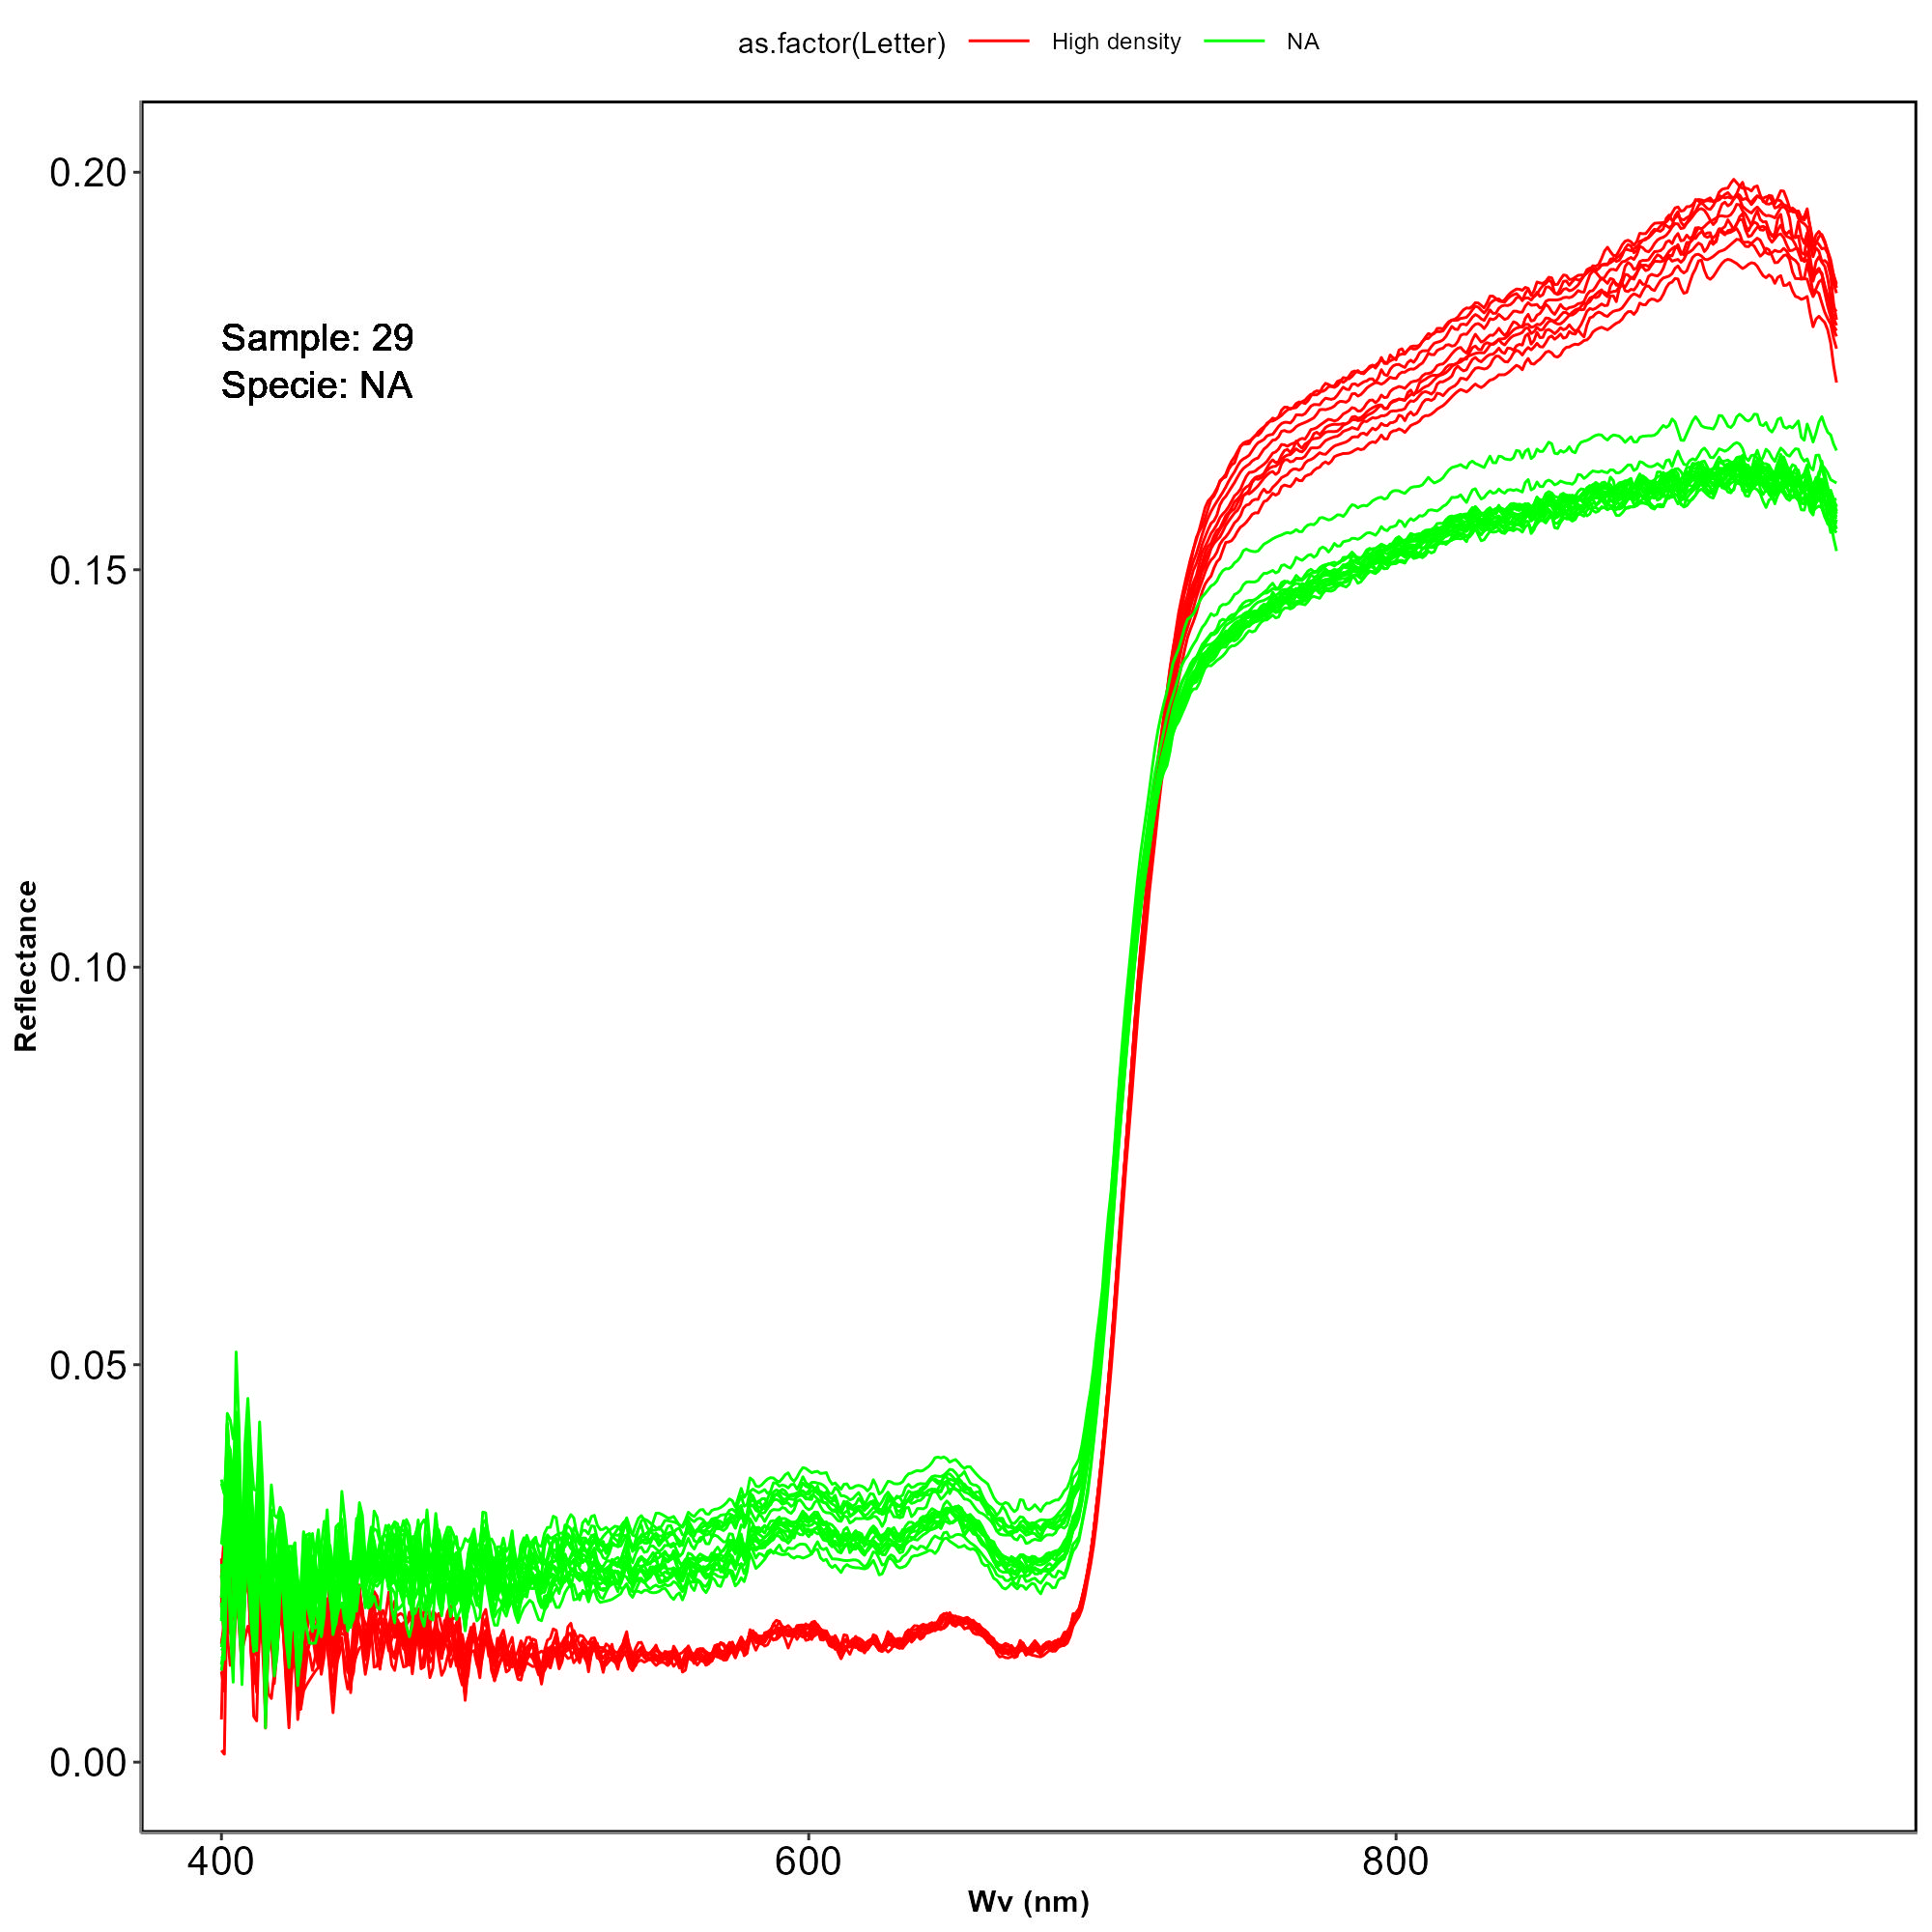 as.factor(Letter) High density NA
0.20
Sample: 29
Specie: NA
0.15
0.10
Reflectance
0.05
0.00
400 600 800
Wv (nm)